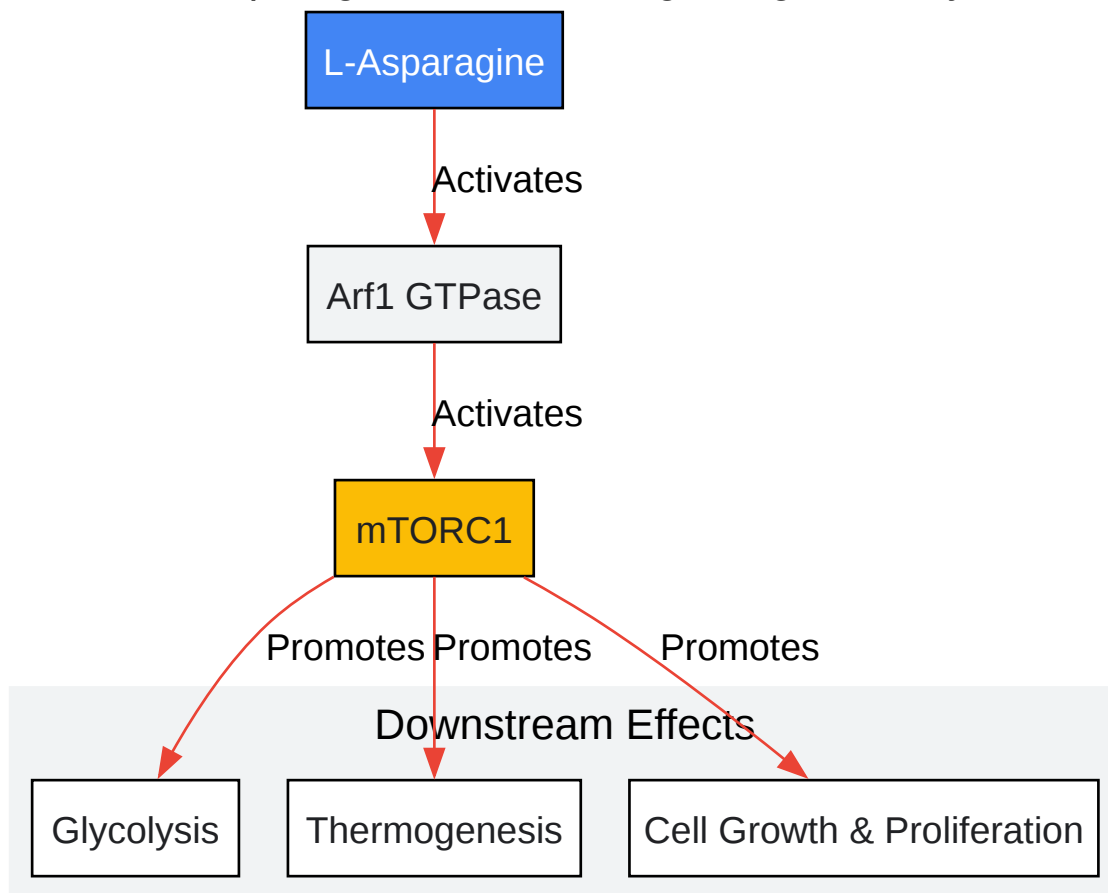 L-Asparagine
Activates
Arf1 GTPase
Activates
mTORC1
Promotes Promotes Promotes
Downstream Effects
Glycolysis Thermogenesis Cell Growth & Proliferation